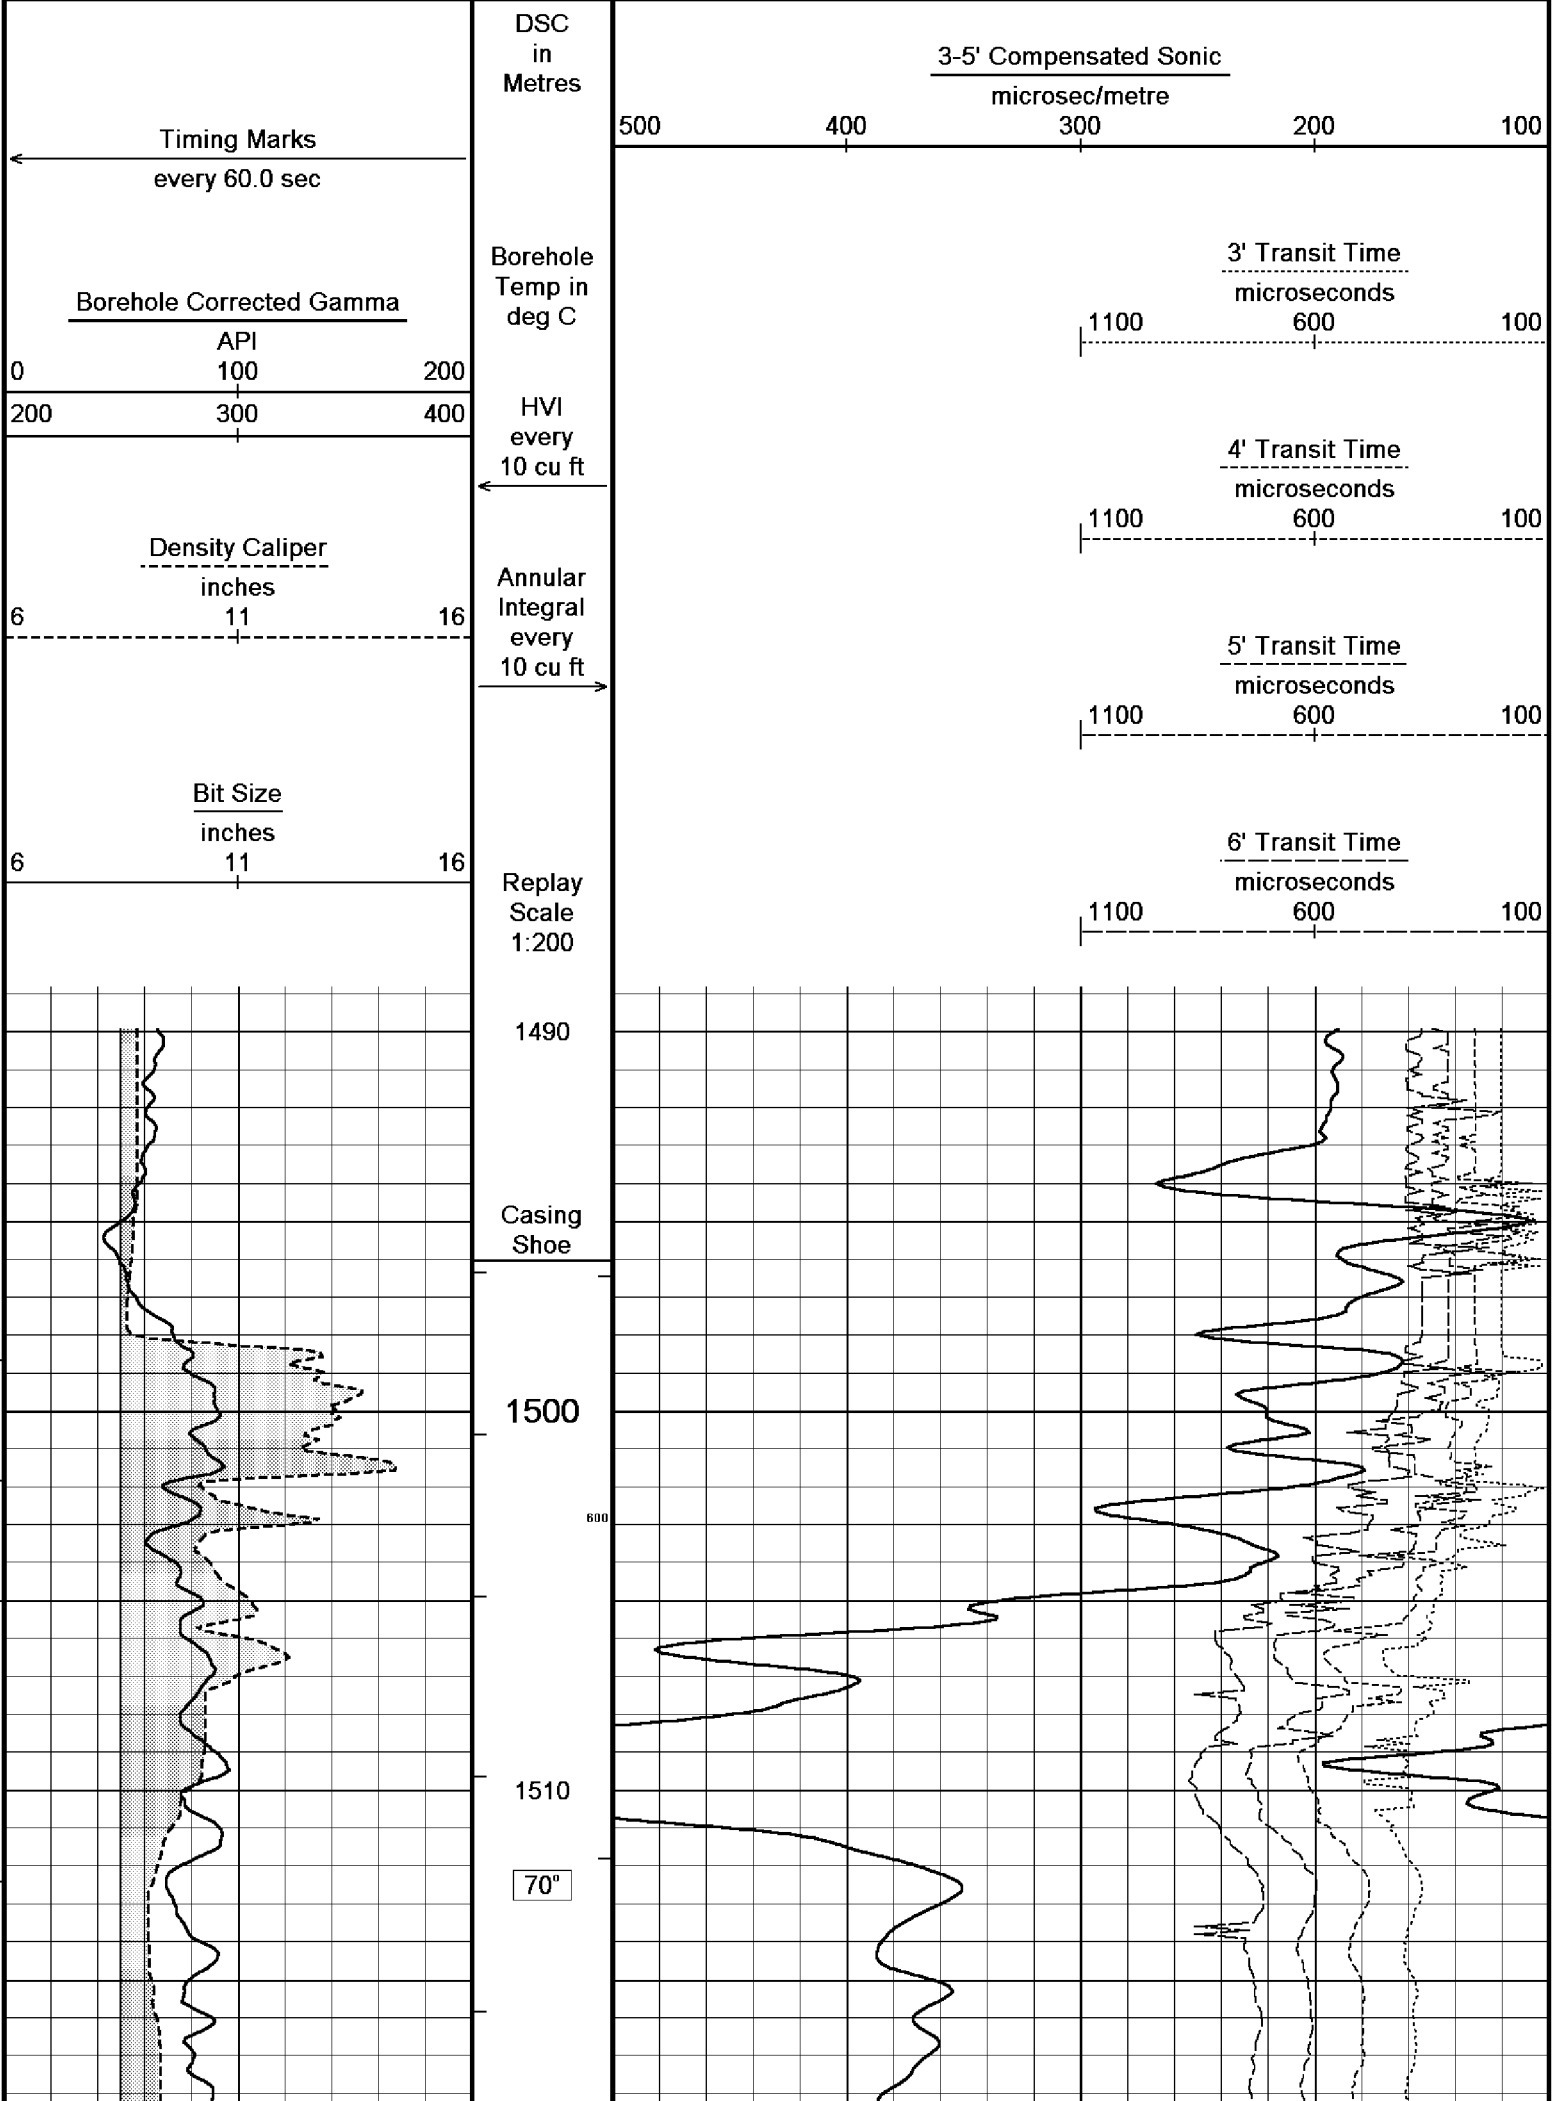 Timing Marks
every 60.0 sec
Borehole Corrected Gamma
API
0 100 200
200 300 400
Density Caliper
inches
6 11 16
Bit Size
inches
6 11 16
DSC
in
Metres
Borehole
Temp in
deg C
HVI
every
10 cu ft
Annular
Integral
every
10 cu ft
Replay
Scale
1:200
3-5' Compensated Sonic
microsec/metre
500 400 300 200 100
3' Transit Time
microseconds
1100 600 100
4' Transit Time
microseconds
1100 600 100
5' Transit Time
microseconds
1100 600 100
6' Transit Time
microseconds
1100 600 100
1490
Casing
Shoe
1500
600
1510
70°